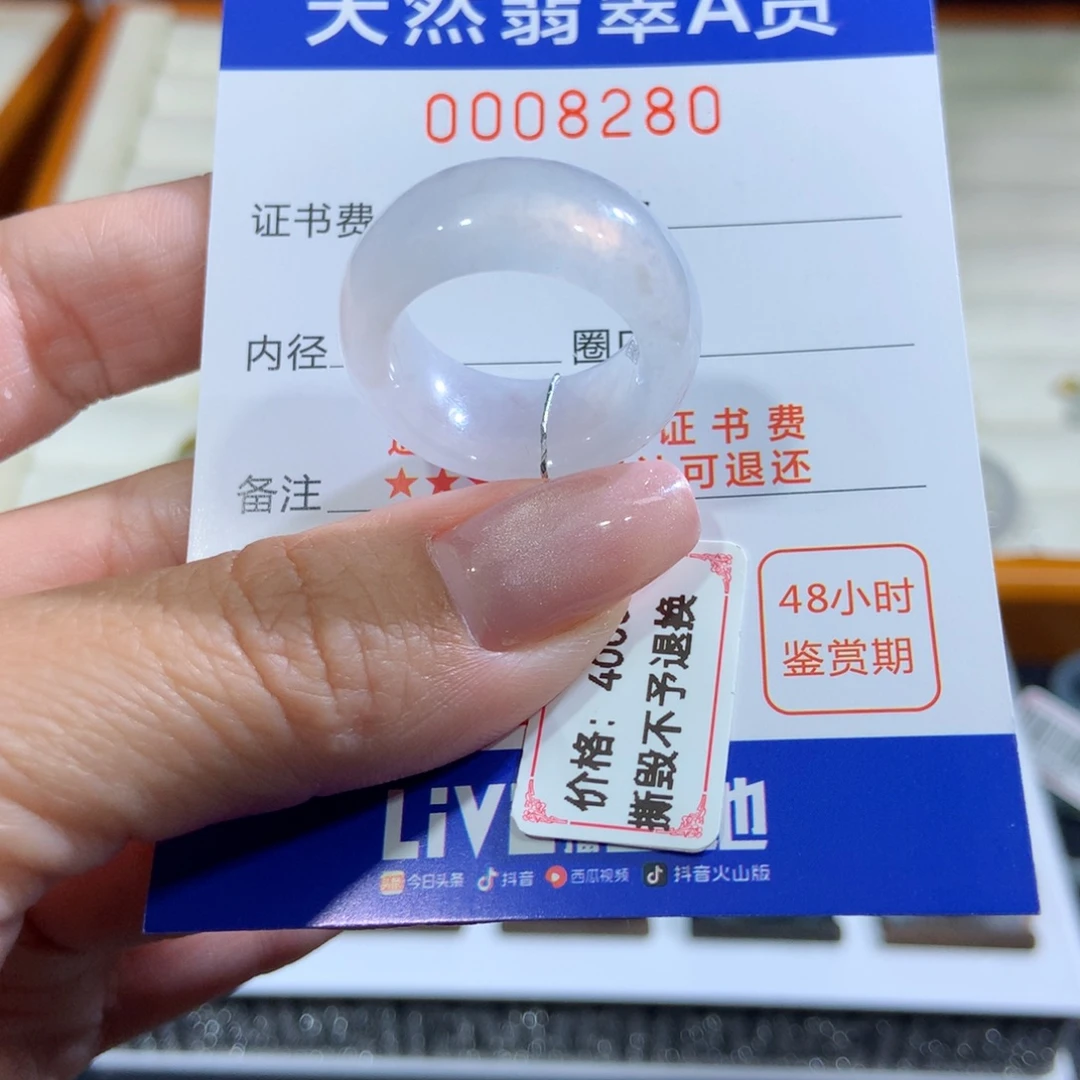 天然翡翠A货
0008280
证书费
内径
圈口
证书费
可退还
备注
★★
48小时
鉴赏期
价格：400
撕毁不予退换
LiV
地
今日头条 抖音 西瓜视频 抖音火山版